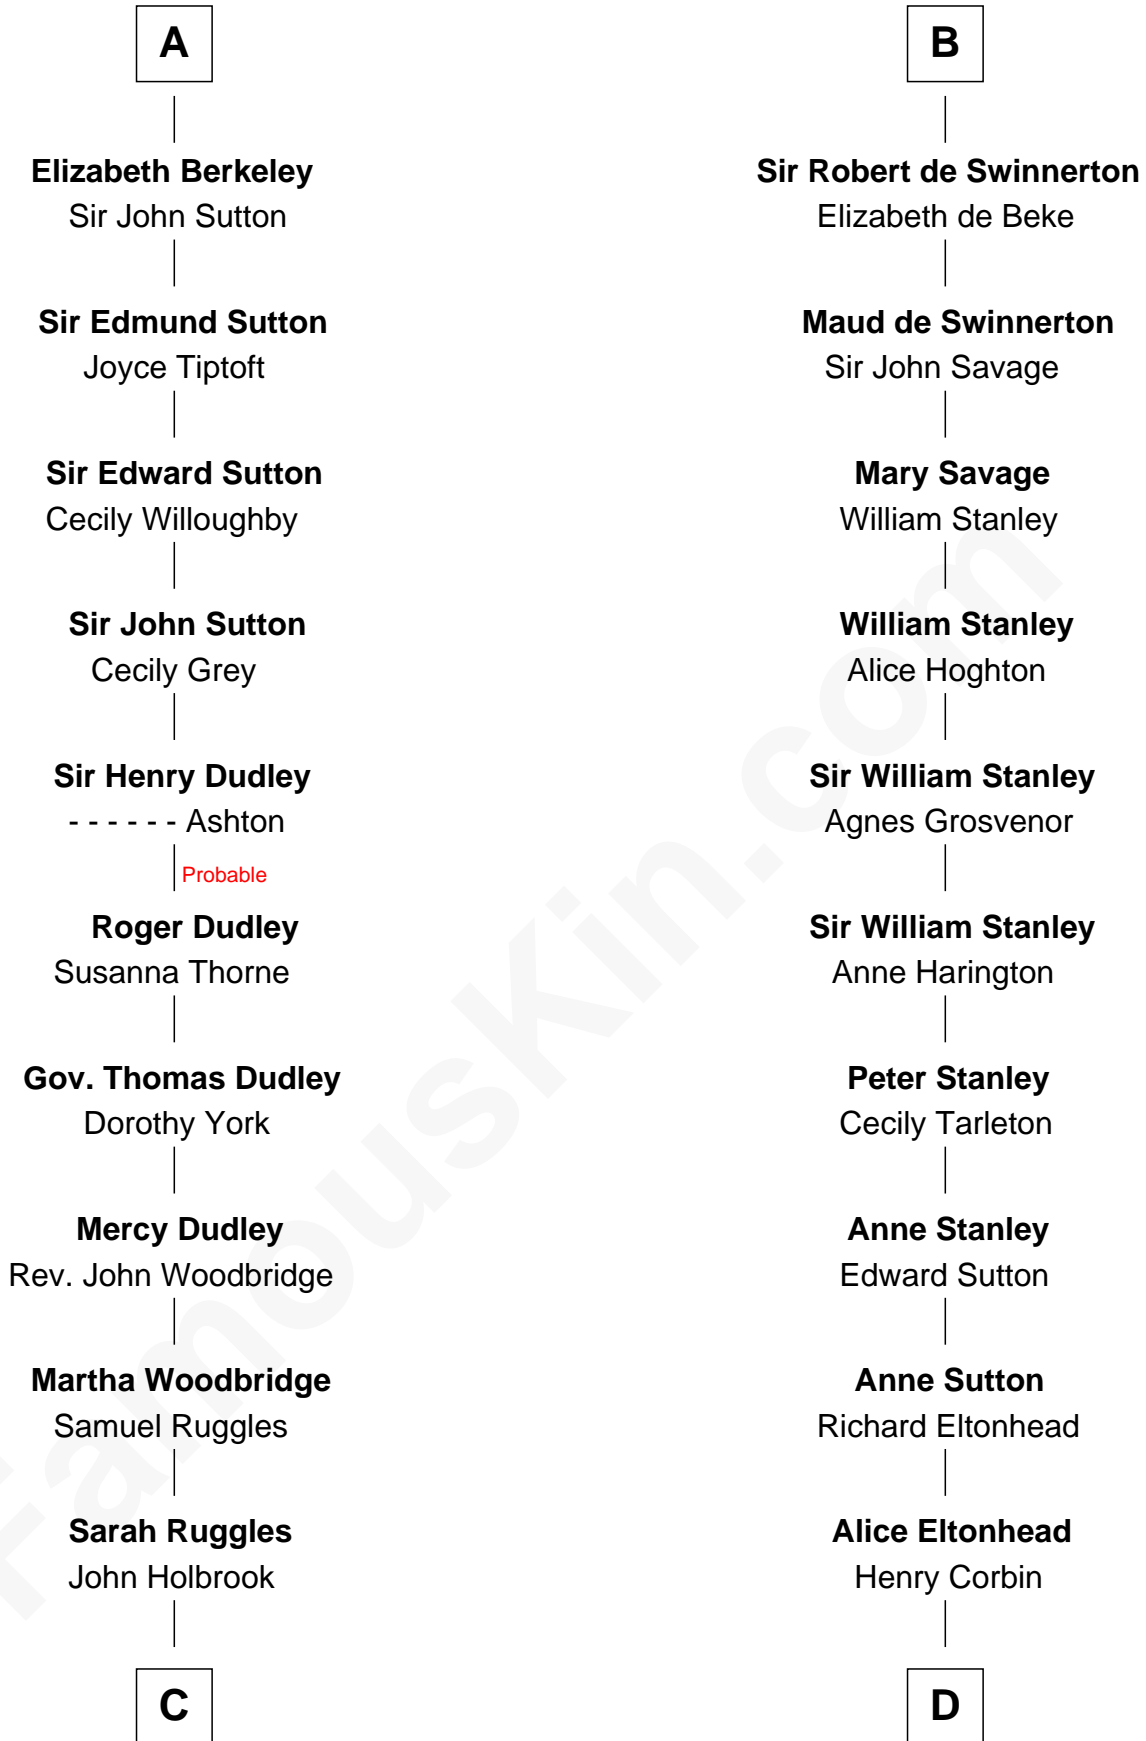 A
Elizabeth Berkeley
Sir John Sutton
Sir Edmund Sutton
Joyce Tiptoft
Sir Edward Sutton
Cecily Willoughby
Sir John Sutton
Cecily Grey
Sir Henry Dudley
- - - - - - Ashton
Probable
Roger Dudley
Susanna Thorne
Gov. Thomas Dudley
Dorothy York
Mercy Dudley
Rev. John Woodbridge
Martha Woodbridge
Samuel Ruggles
Sarah Ruggles
John Holbrook
C
B
Sir Robert de Swinnerton
Elizabeth de Beke
Maud de Swinnerton
Sir John Savage
Mary Savage
William Stanley
William Stanley
Alice Hoghton
Sir William Stanley
Agnes Grosvenor
Sir William Stanley
Anne Harington
Peter Stanley
Cecily Tarleton
Anne Stanley
Edward Sutton
Anne Sutton
Richard Eltonhead
Alice Eltonhead
Henry Corbin
D
FamousKin.com